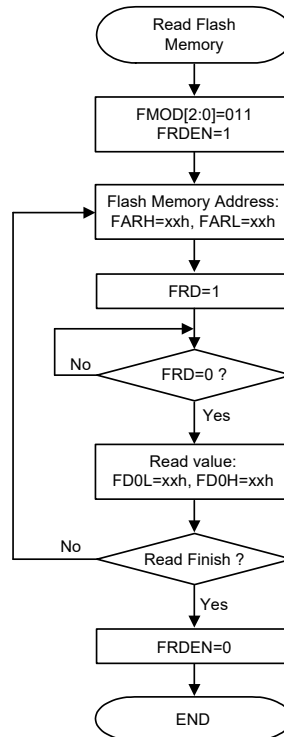 Read Flash
Memory
FMOD[2:0]=011
FRDEN=1
Flash Memory Address:
FARH=xxh, FARL=xxh
FRD=1
No
FRD=0 ?
Yes
Read value:
FD0L=xxh, FD0H=xxh
No
Read Finish ?
Yes
FRDEN=0
END